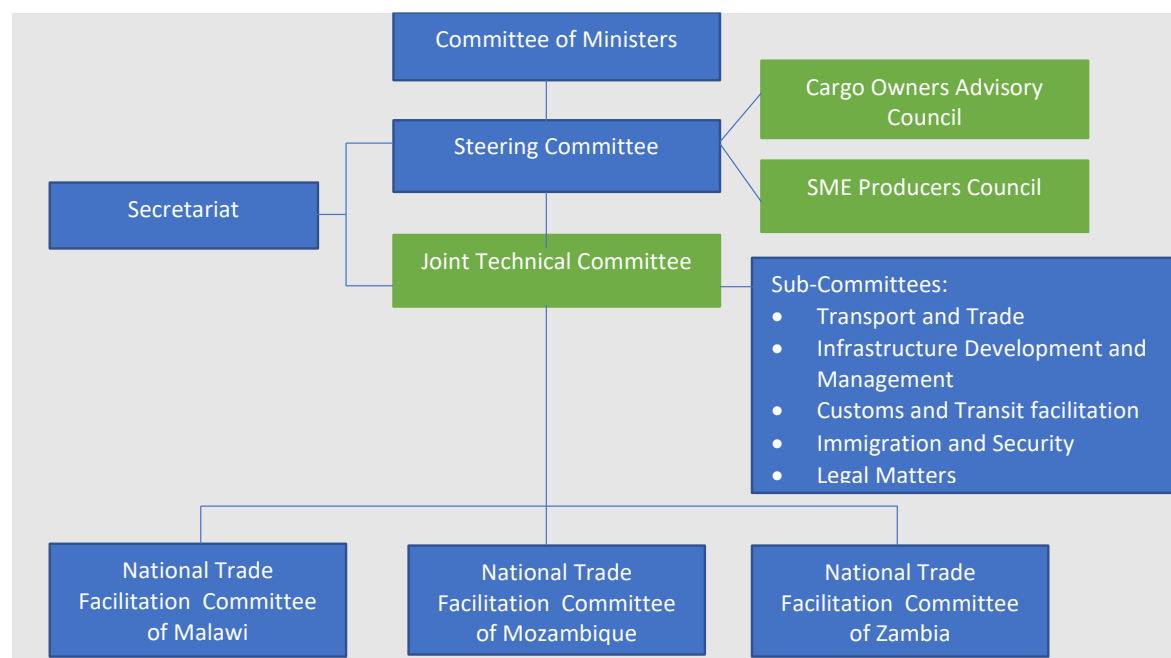 Committee of Ministers
Cargo Owners Advisory
Council
Steering Committee
SME Producers Council
Secretariat
Joint Technical Committee
Sub-Committees:
• Transport and Trade
• Infrastructure Development and
Management
• Customs and Transit facilitation
• Immigration and Security
• Legal Matters
National Trade
Facilitation Committee
of Malawi
National Trade
Facilitation Committee
of Mozambique
National Trade
Facilitation Committee
of Zambia